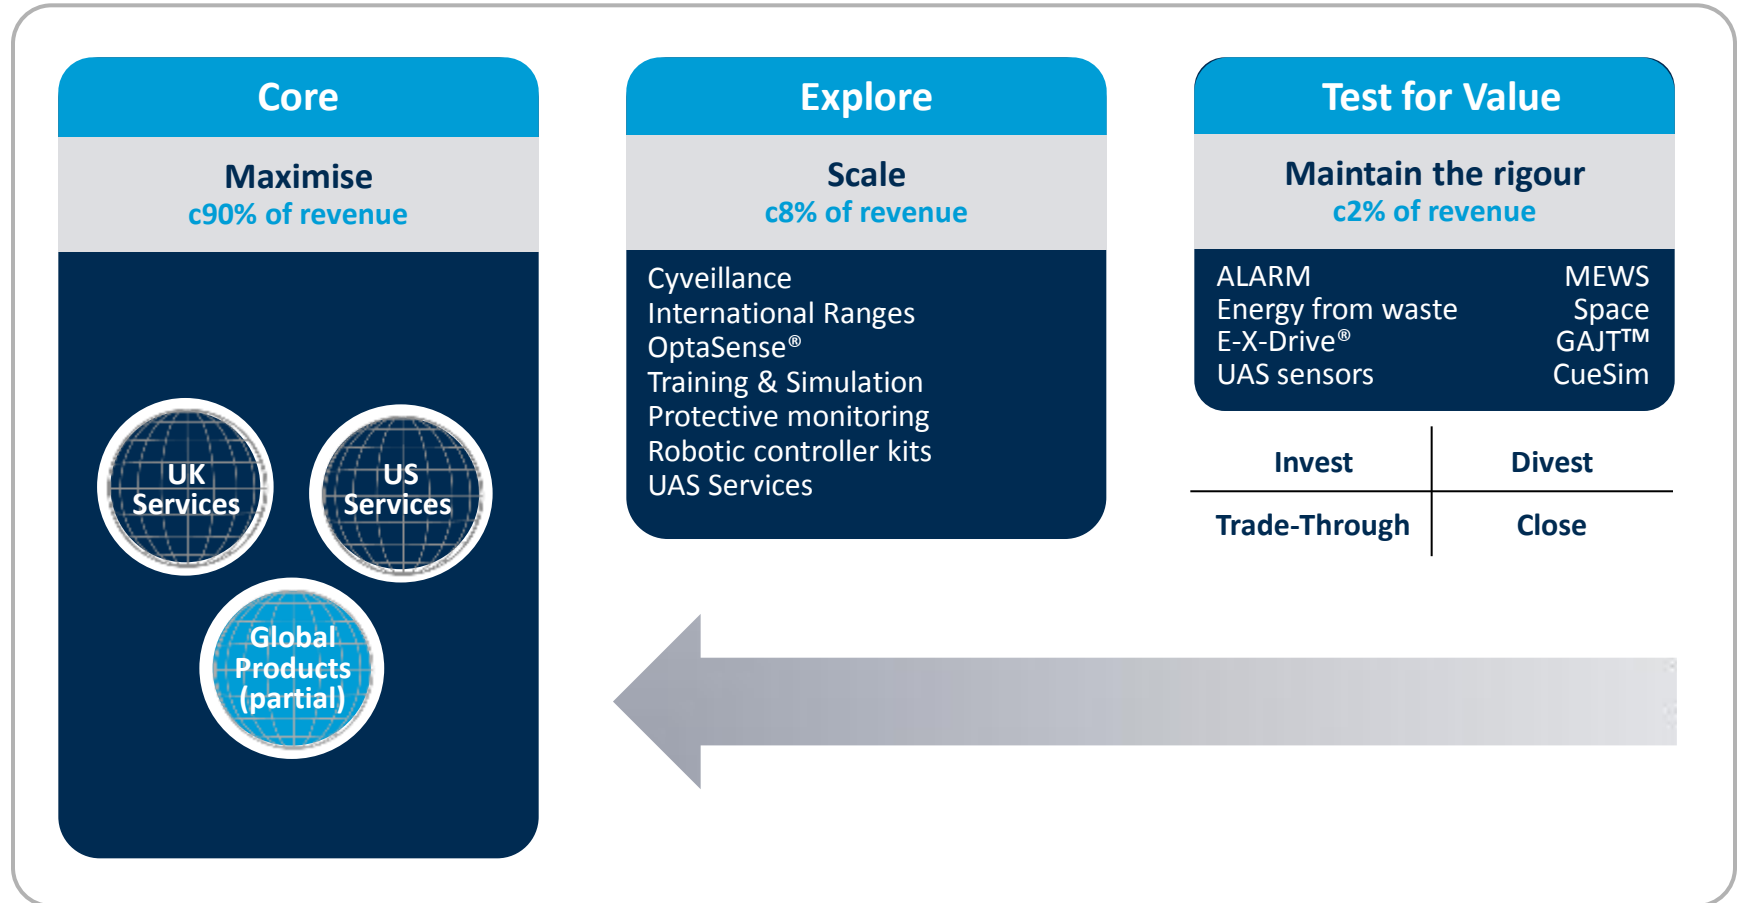 Core
Maximise
c90% of revenue
UK
Services
US
Services
Global
Products
(partial)
Explore
Scale
c8% of revenue
Cyveillance
International Ranges
OptaSense®
Training & Simulation
Protective monitoring
Robotic controller kits
UAS Services
Test for Value
Maintain the rigour
c2% of revenue
ALARM MEWS
Energy from waste Space
E-X-Drive® GAJT™
UAS sensors CueSim
Invest Divest
Trade-Through Close